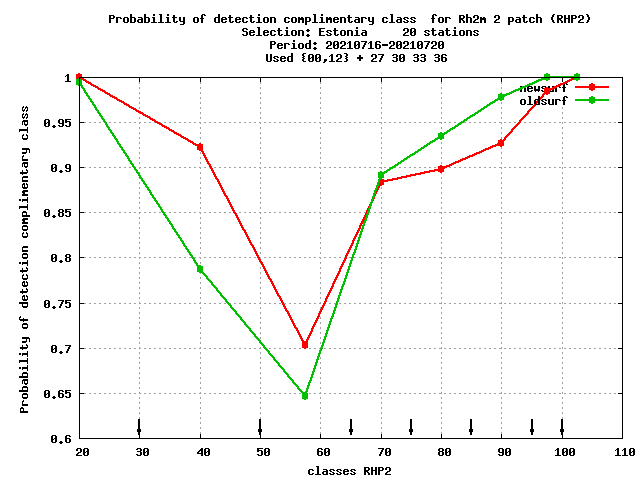 Probability of detection complimentary class  for Rh2m 2 patch (RHP2)
Selection: Estonia     20 stations
Period: 20210716-20210720
Used {00,12} + 27 30 33 36
newsurf
oldsurf
Probability of detection complimentary class
1
0.95
0.9
0.85
0.8
0.75
0.7
0.65
0.6
20 30 40 50 60 70 80 90 100 110
classes RHP2